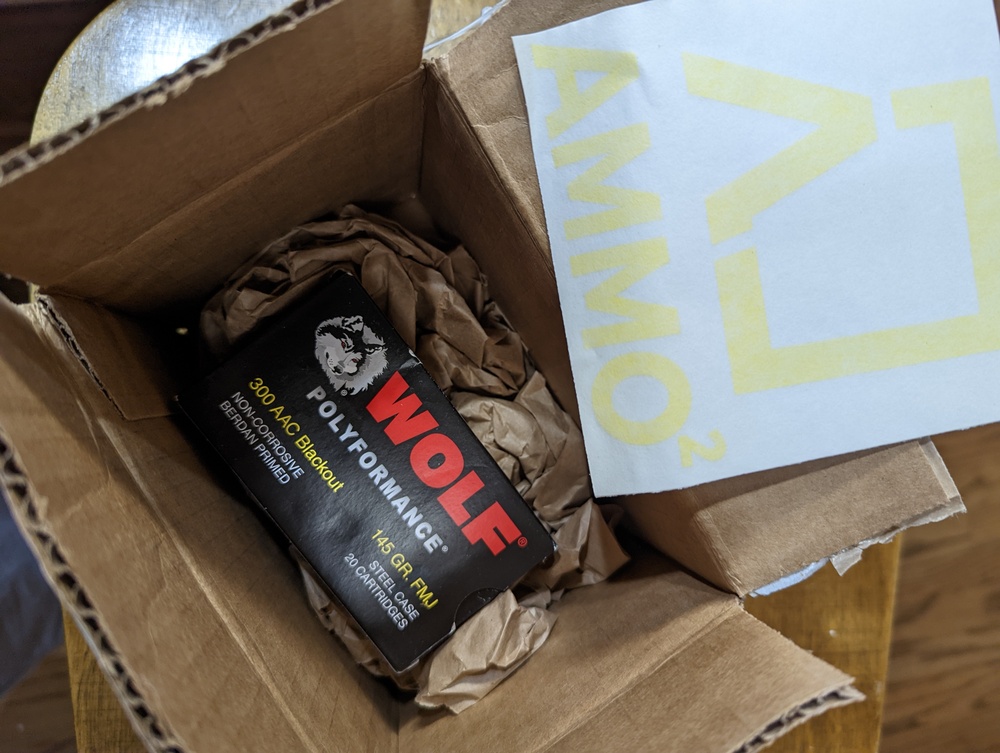 WOLF®
POLYFORMANCE®
300 AAC Blackout
NON-CORROSIVE
BERDAN PRIMED
145 GR. FMJ
STEEL CASE
20 CARTRIDGES
AMMO²